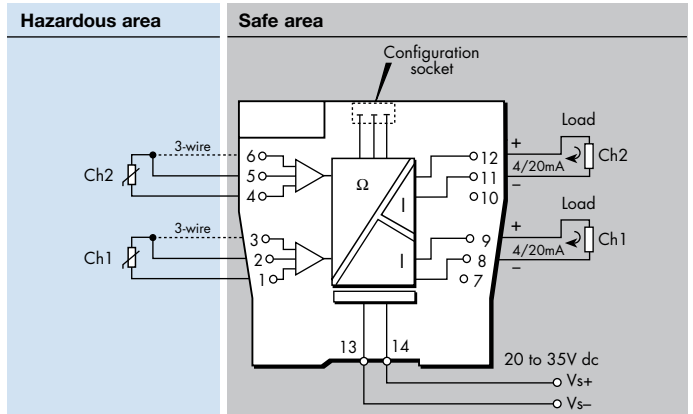 Hazardous area
Safe area
Configuration
socket
3-wire
Ch2
6
5
4
3-wire
Ch1
3
2
1
Ω
I
I
12
11
10
9
8
7
Load
+
4/20mA
Ch2
–
Load
+
4/20mA
Ch1
–
13
14
20 to 35V dc
Vs+
Vs–